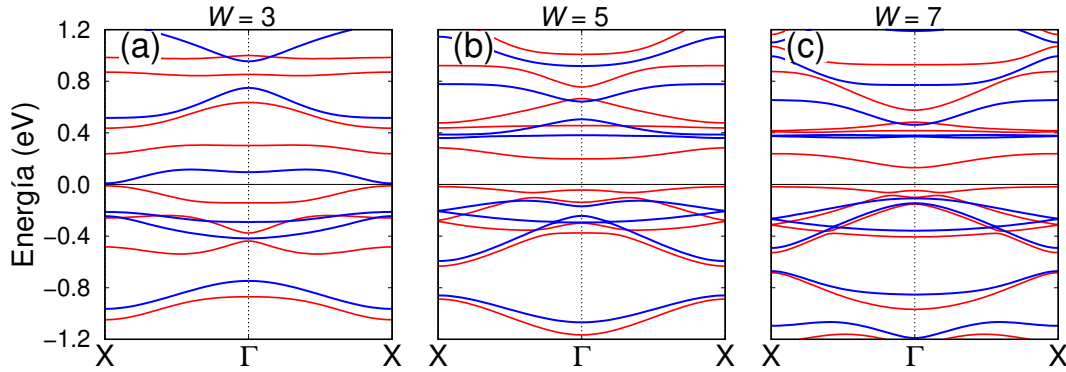 W = 3
W = 5
W = 7
(a)
(b)
(c)
Energía (eV)
1.2
0.8
0.4
0.0
−0.4
−0.8
−1.2
X Γ X
X Γ X
X Γ X